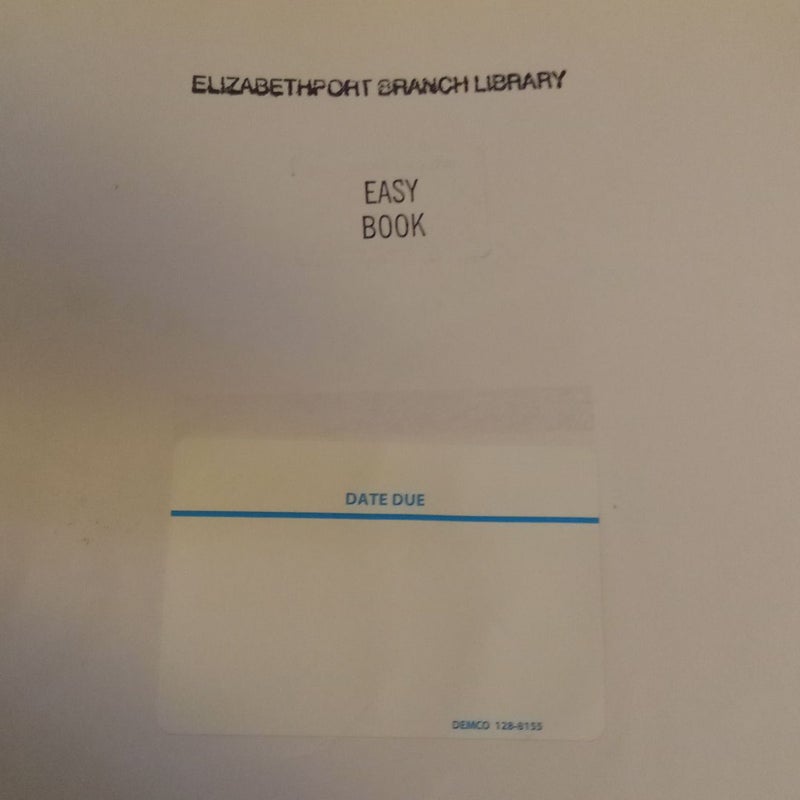 ELIZABETHPORT BRANCH LIBRARY
EASY
BOOK
DATE DUE
DEMCO 128-8155